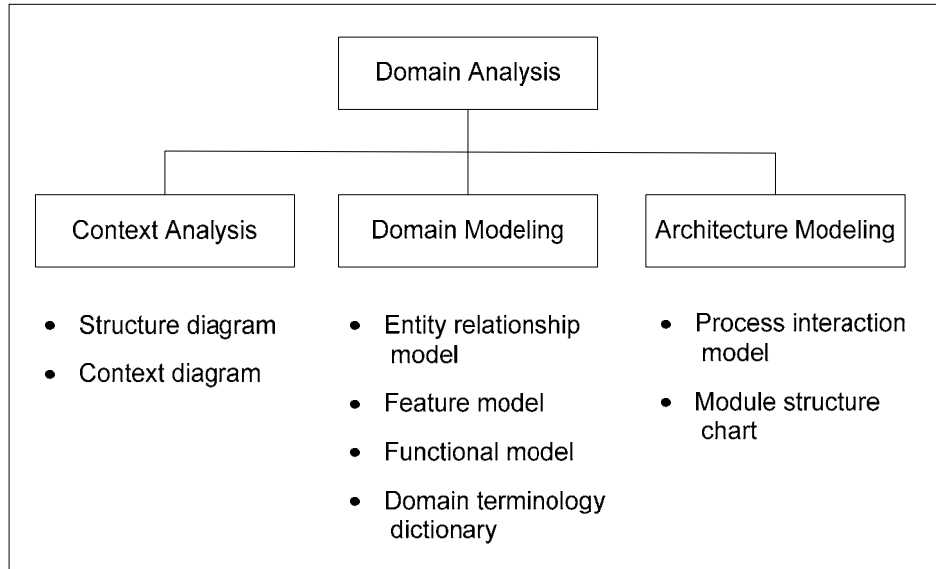 Domain Analysis
Context Analysis
Domain Modeling
Architecture Modeling
• Structure diagram
• Context diagram
• Entity relationship
model
• Feature model
• Functional model
• Domain terminology
dictionary
• Process interaction
model
• Module structure
chart